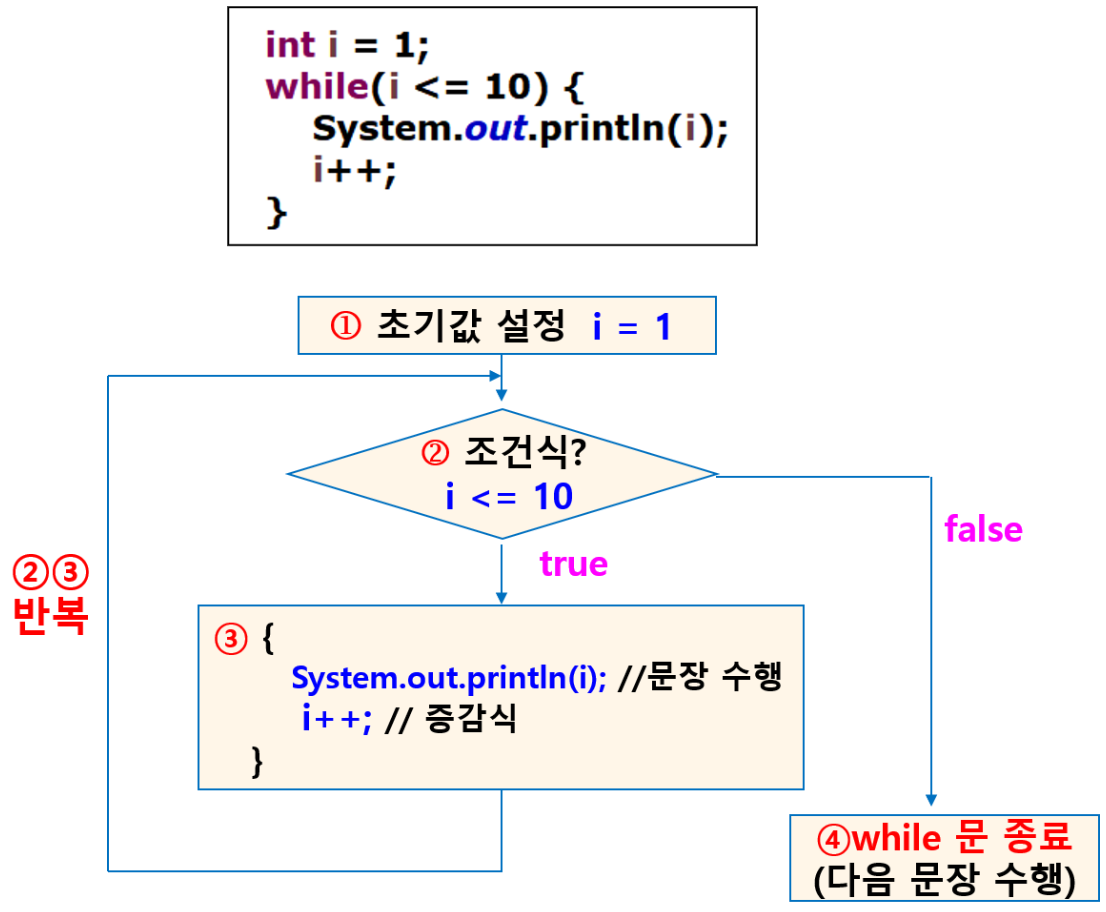 int i = 1;
while(i <= 10) {
System.out.println(i);
i++;
}
① 초기값 설정 i = 1
② 조건식?
i <= 10
true
false
②③
반복
③ {
System.out.println(i); //문장 수행
i++; // 증감식
}
④while 문 종료
(다음 문장 수행)